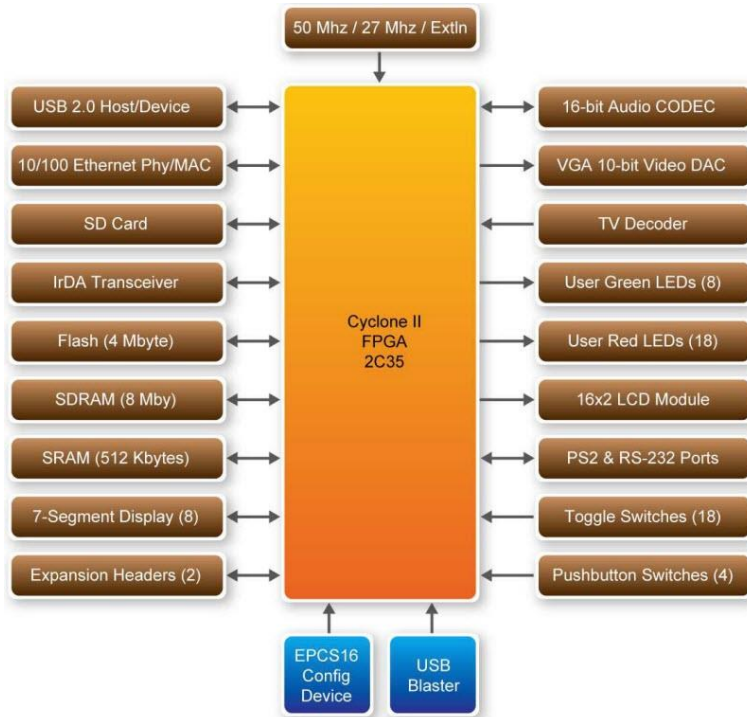 50 Mhz / 27 Mhz / ExtIn
USB 2.0 Host/Device
10/100 Ethernet Phy/MAC
SD Card
IrDA Transceiver
Flash (4 Mbyte)
SDRAM (8 Mby)
SRAM (512 Kbytes)
7-Segment Display (8)
Expansion Headers (2)
Cyclone II
FPGA
2C35
16-bit Audio CODEC
VGA 10-bit Video DAC
TV Decoder
User Green LEDs (8)
User Red LEDs (18)
16x2 LCD Module
PS2 & RS-232 Ports
Toggle Switches (18)
Pushbutton Switches (4)
EPCS16
Config
Device
USB
Blaster